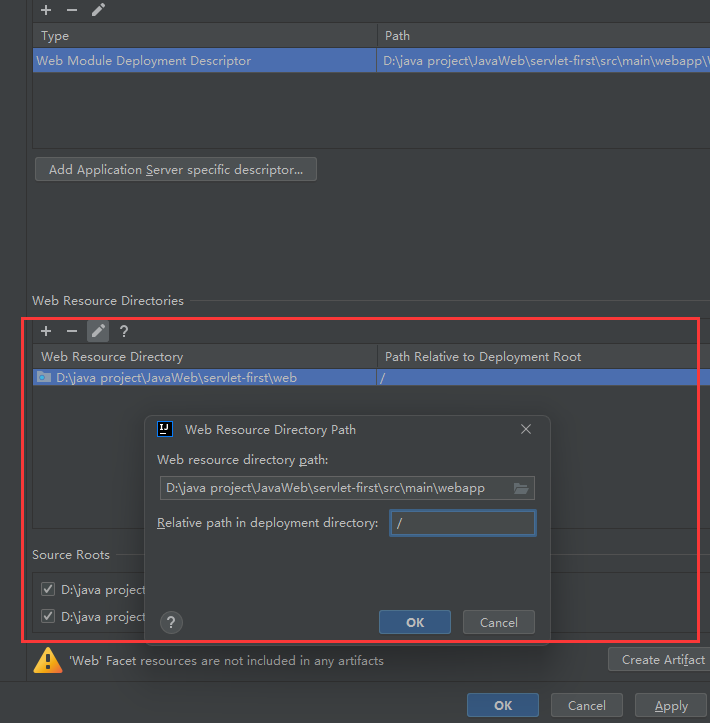 Type Path
Web Module Deployment Descriptor D:\java project\JavaWeb\servlet-first\src\main\webapp\
Add Application Server specific descriptor...
Web Resource Directories
?
Web Resource Directory Path Relative to Deployment Root
D:\java project\JavaWeb\servlet-first\web /
IJ Web Resource Directory Path
Web resource directory path:
D:\java project\JavaWeb\servlet-first\src\main\webapp
Relative path in deployment directory: /
Source Roots
D:\java project
D:\java project
? OK Cancel
'Web' Facet resources are not included in any artifacts Create Artifact
OK Cancel Apply